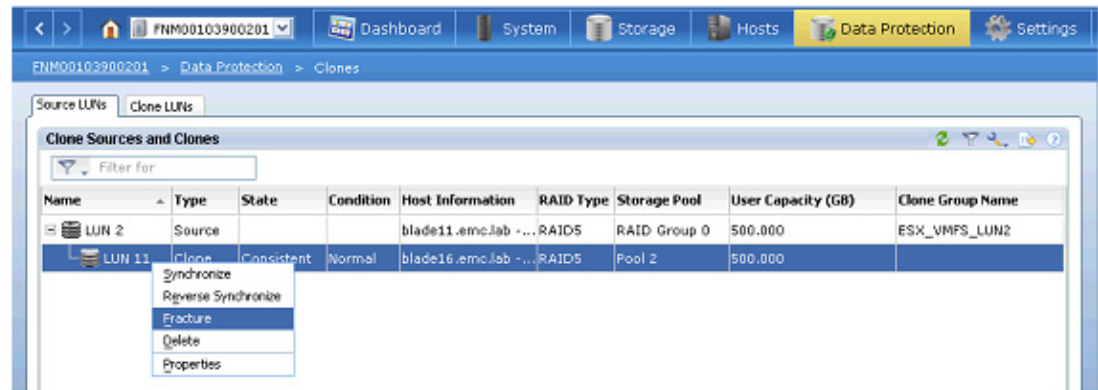 FNM00103900201 Dashboard System Storage Hosts Data Protection Settings
FNM00103900201 > Data Protection > Clones
Source LUNs Clone LUNs
Clone Sources and Clones
Filter for
Name Type State Condition Host Information RAID Type Storage Pool User Capacity (GB) Clone Group Name
LUN 2 Source blade11.emc.lab -... RAID5 RAID Group 0 500.000 ESX_VMFS_LUN2
LUN 11 Clone Consistent Normal blade16.emc.lab -... RAID5 Pool 2 500.000
Synchronize
Reverse Synchronize
Fracture
Delete
Properties